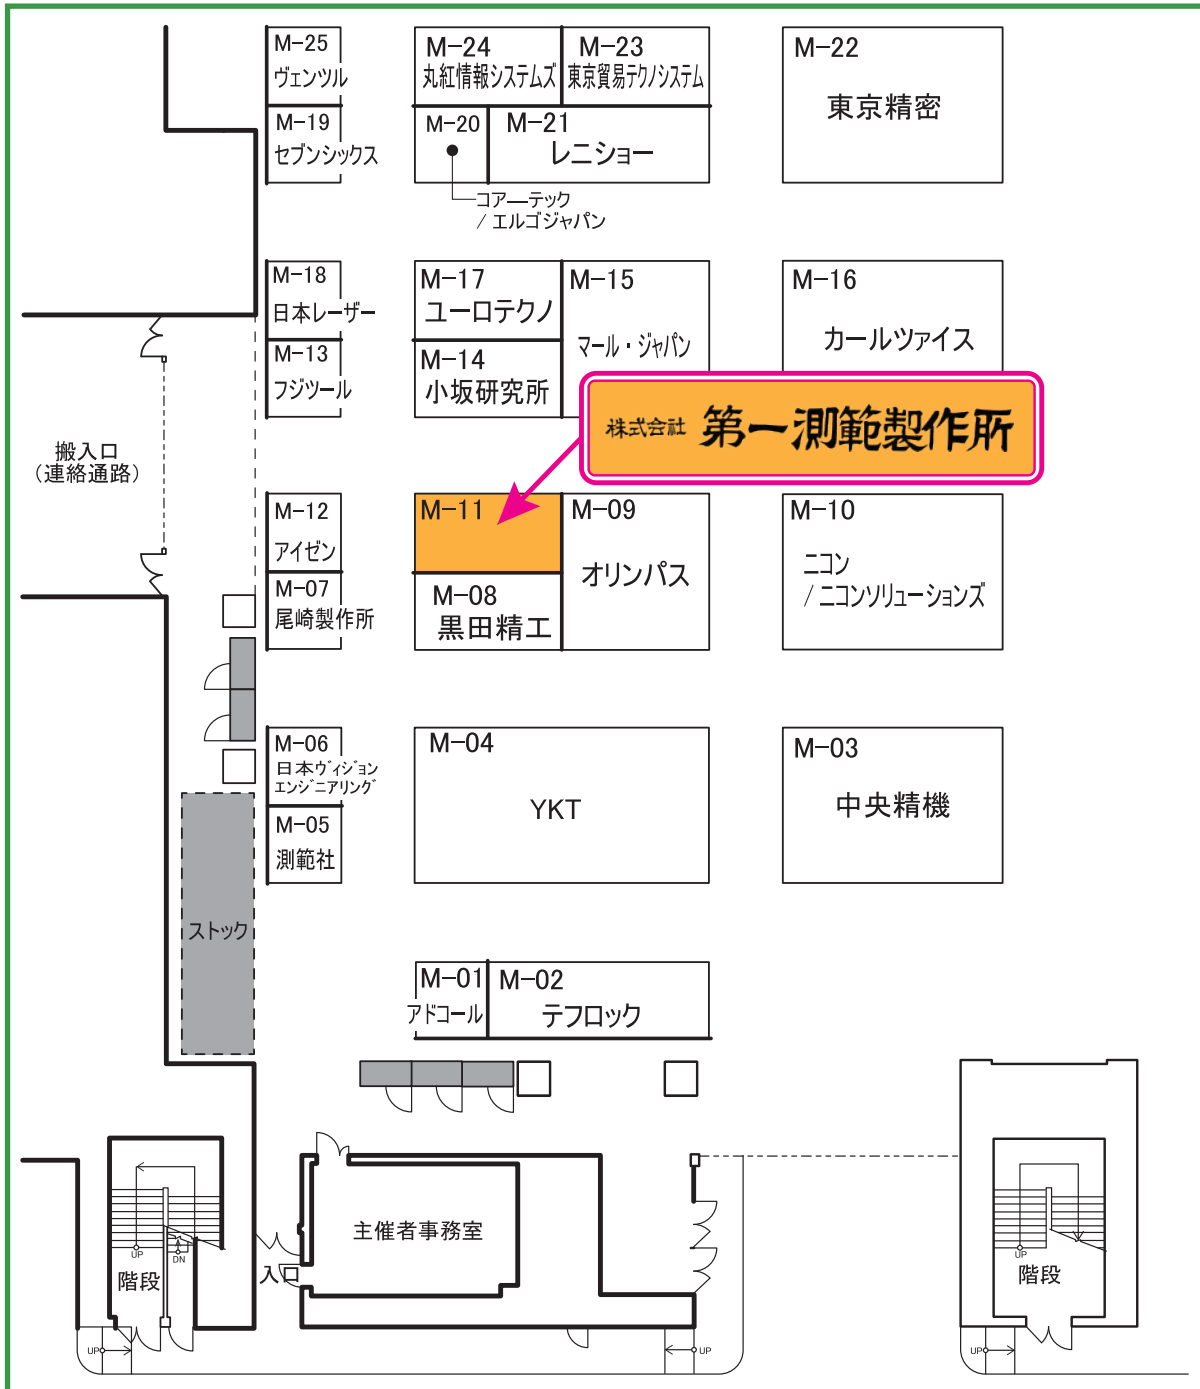 M-25
ヴェンツル
M-24
丸紅情報システムズ
M-23
東京貿易テクノシステム
M-22
東京精密
M-19
セブンシックス
M-20
M-21
レニショー
コアーテック
/ エルゴジャパン
M-18
日本レーザー
M-17
ユーロテクノ
M-15
マール・ジャパン
M-16
カールツァイス
M-13
フジツール
M-14
小坂研究所
株式会社 第一測範製作所
搬入口
(連絡通路)
M-12
アイゼン
M-11
M-09
オリンパス
M-10
ニコン
/ ニコンソリューションズ
M-07
尾崎製作所
M-08
黒田精工
M-06
日本ヴィジョン
エンジニアリング
M-04
YKT
M-03
中央精機
M-05
測範社
ストック
M-01
アドコール
M-02
テフロック
主催者事務室
UP
DN
階段
入口
UP
階段
UP
UP
UP